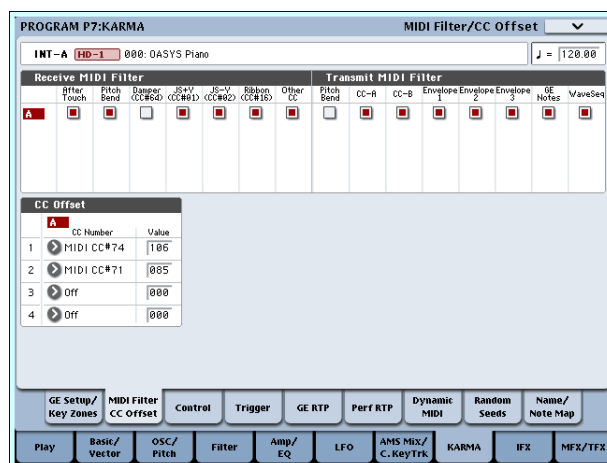 PROGRAM P7:KARMA MIDI Filter/CC Offset
INT-A HD-1 000: OASYS Piano ♩ = 120.00
Receive MIDI Filter Transmit MIDI Filter
After Touch Pitch Bend Damper (CC#64) JS+Y (CC#01) JS-Y (CC#02) Ribbon (CC#16) Other CC Pitch Bend CC-A CC-B Envelope 1 Envelope 2 Envelope 3 GE Notes WaveSeq
A
CC Offset
A
CC Number Value
1 MIDI CC#74 106
2 MIDI CC#71 085
3 Off 000
4 Off 000
GE Setup/ Key Zones MIDI Filter CC Offset Control Trigger GE RTP Perf RTP Dynamic MIDI Random Seeds Name/ Note Map
Play Basic/ Vector OSC/ Pitch Filter Amp/ EQ LFO AMS Mix/ C.KeyTrk KARMA IFX MFX/TFX